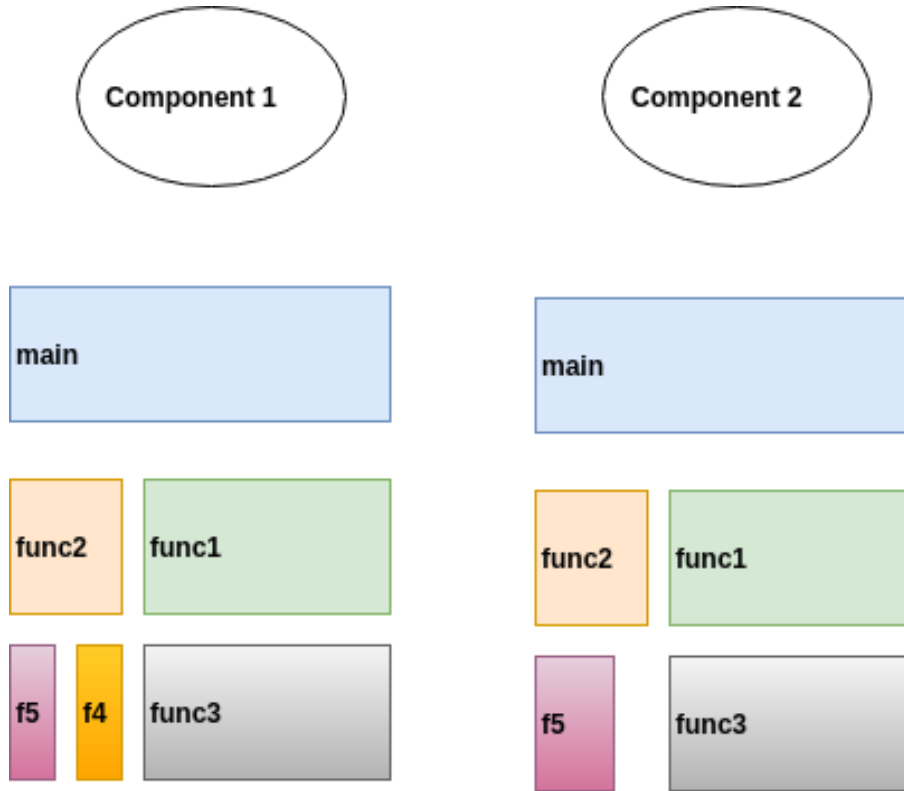 Component 1
Component 2
main
main
func2
func1
func2
func1
f5
f4
func3
f5
func3